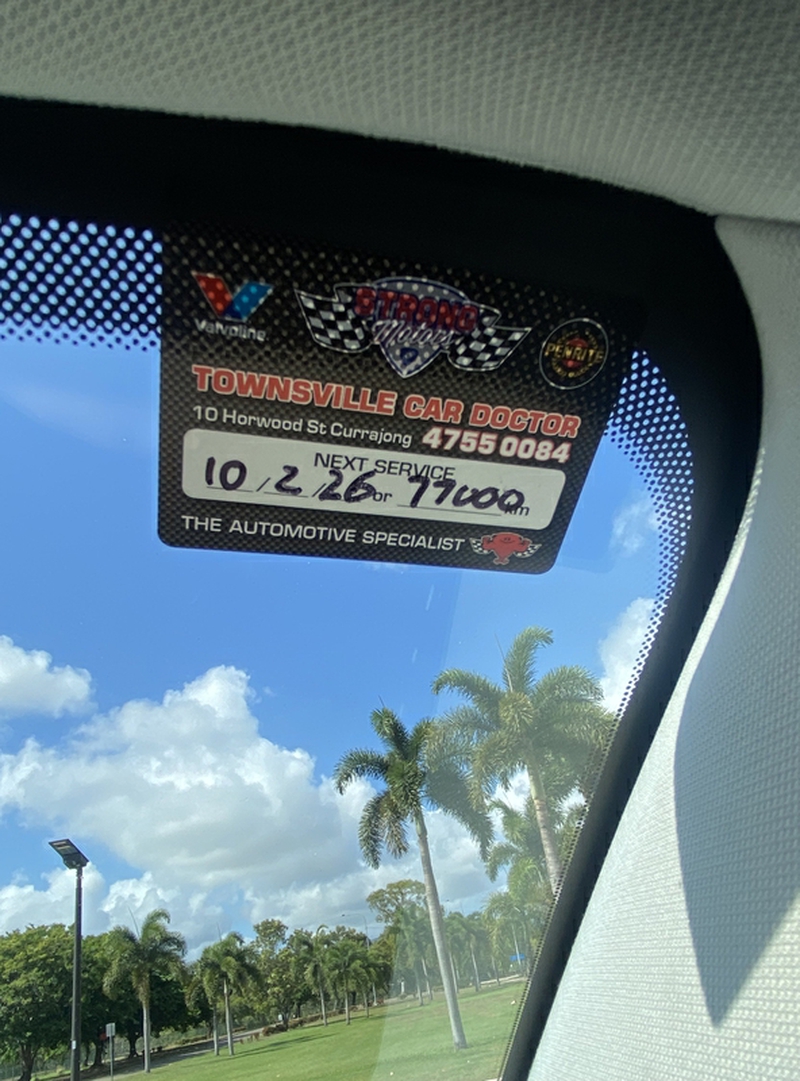 Valvoline
STRONG
Motors
PENRITE
TOWNSVILLE CAR DOCTOR
10 Horwood St Currajong 4755 0084
NEXT SERVICE
10 / 2 / 26 or 77000 km
THE AUTOMOTIVE SPECIALIST